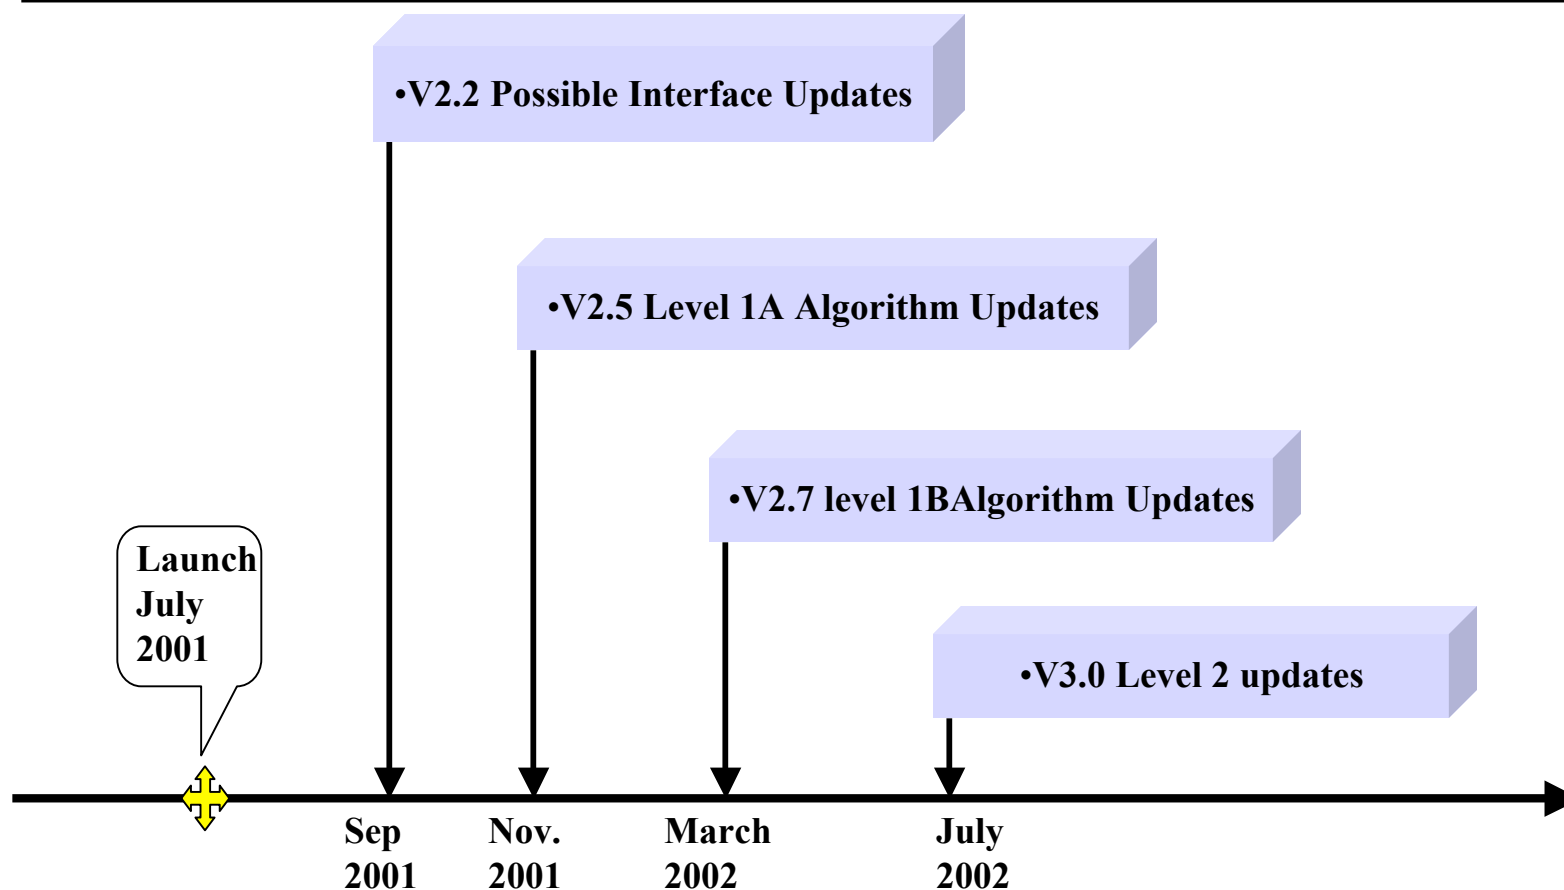 •V2.2 Possible Interface Updates
•V2.5 Level 1A Algorithm Updates
•V2.7 level 1BAlgorithm Updates
Launch
July
2001
•V3.0 Level 2 updates
Sep
2001
Nov.
2001
March
2002
July
2002